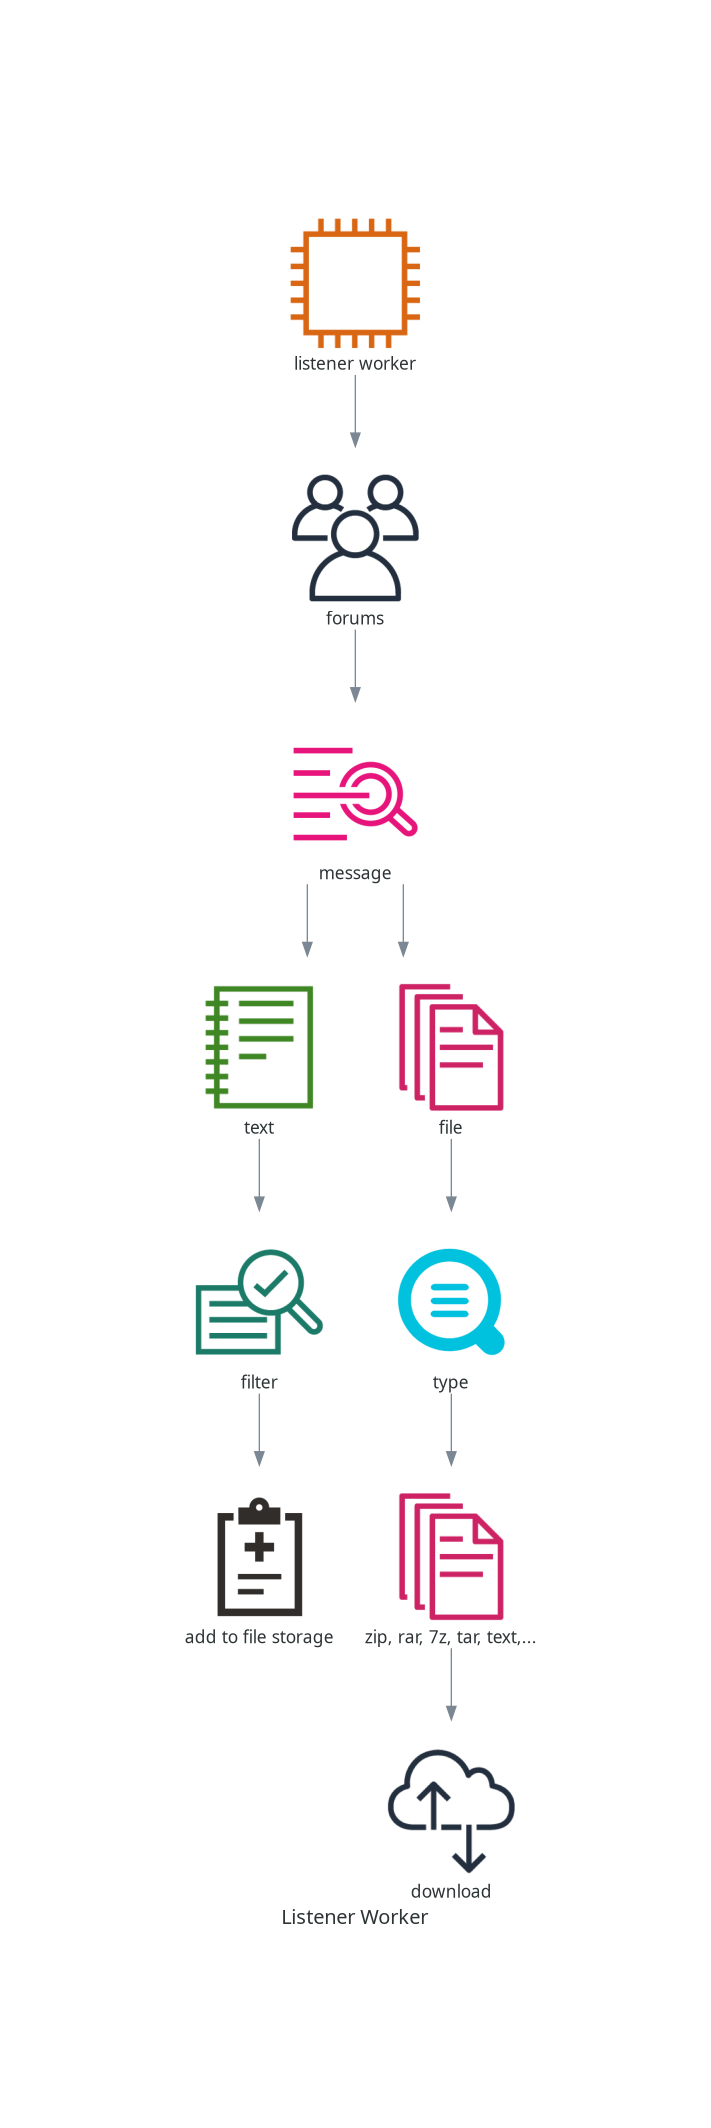 listener worker
forums
message
text
file
filter
type
add to file storage
zip, rar, 7z, tar, text,...
download
Listener Worker